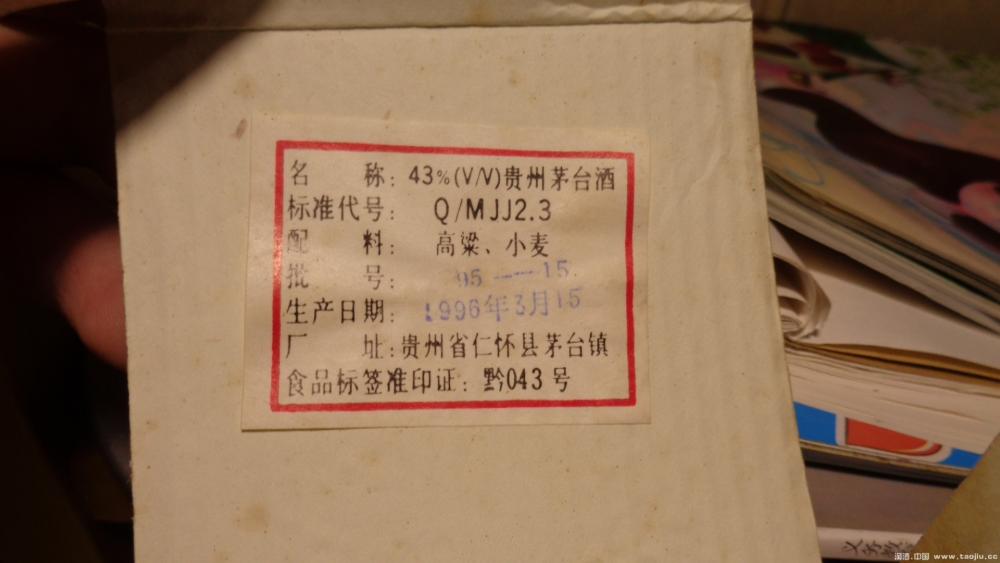 名 称: 43%(V/V)贵州茅台酒
标准代号: Q/MJJ2.3
配 料: 高粱、小麦
批 号: 95—15
生产日期: 1996年3月15
厂 址: 贵州省仁怀县茅台镇
食品标签准印证: 黔043号
中国 www.taojiu.cc